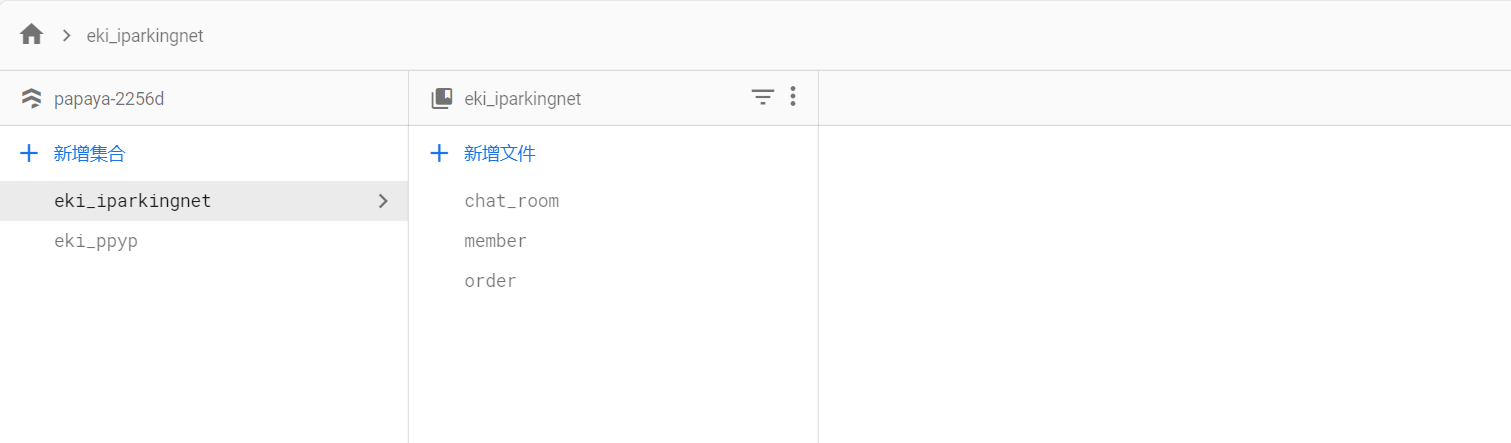 eki_iparkingnet
papaya-2256d
eki_iparkingnet
新增集合
新增文件
eki_iparkingnet
chat_room
eki_ppyp
member
order